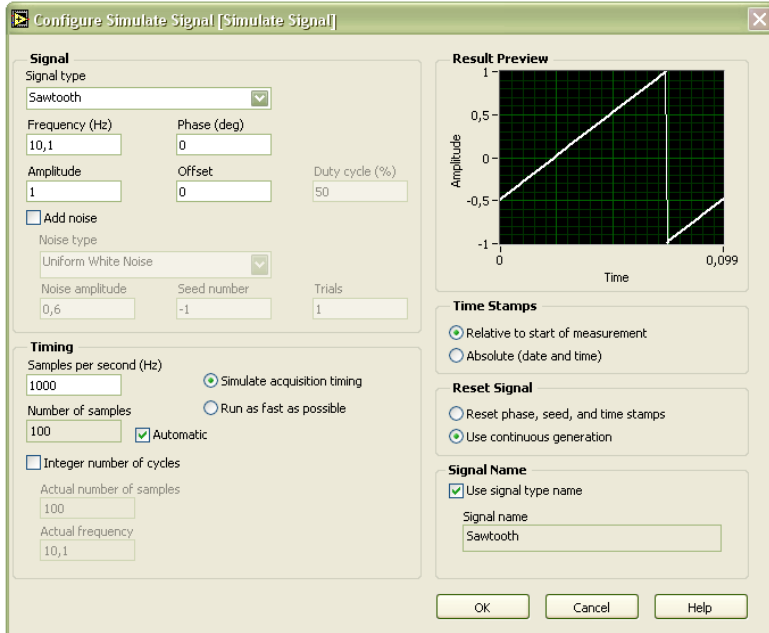 Configure Simulate Signal [Simulate Signal]
Signal
Signal type
Sawtooth
Frequency (Hz) Phase (deg)
10,1 0
Amplitude Offset Duty cycle (%)
1 0 50
Add noise
Noise type
Uniform White Noise
Noise amplitude Seed number Trials
0,6 -1 1
Timing
Samples per second (Hz)
1000
Simulate acquisition timing
Run as fast as possible
Number of samples
100
Automatic
Integer number of cycles
Actual number of samples
100
Actual frequency
10,1
Result Preview
Amplitude
1
0,5
0
-0,5
-1
0 0,099
Time
Time Stamps
Relative to start of measurement
Absolute (date and time)
Reset Signal
Reset phase, seed, and time stamps
Use continuous generation
Signal Name
Use signal type name
Signal name
Sawtooth
OK Cancel Help